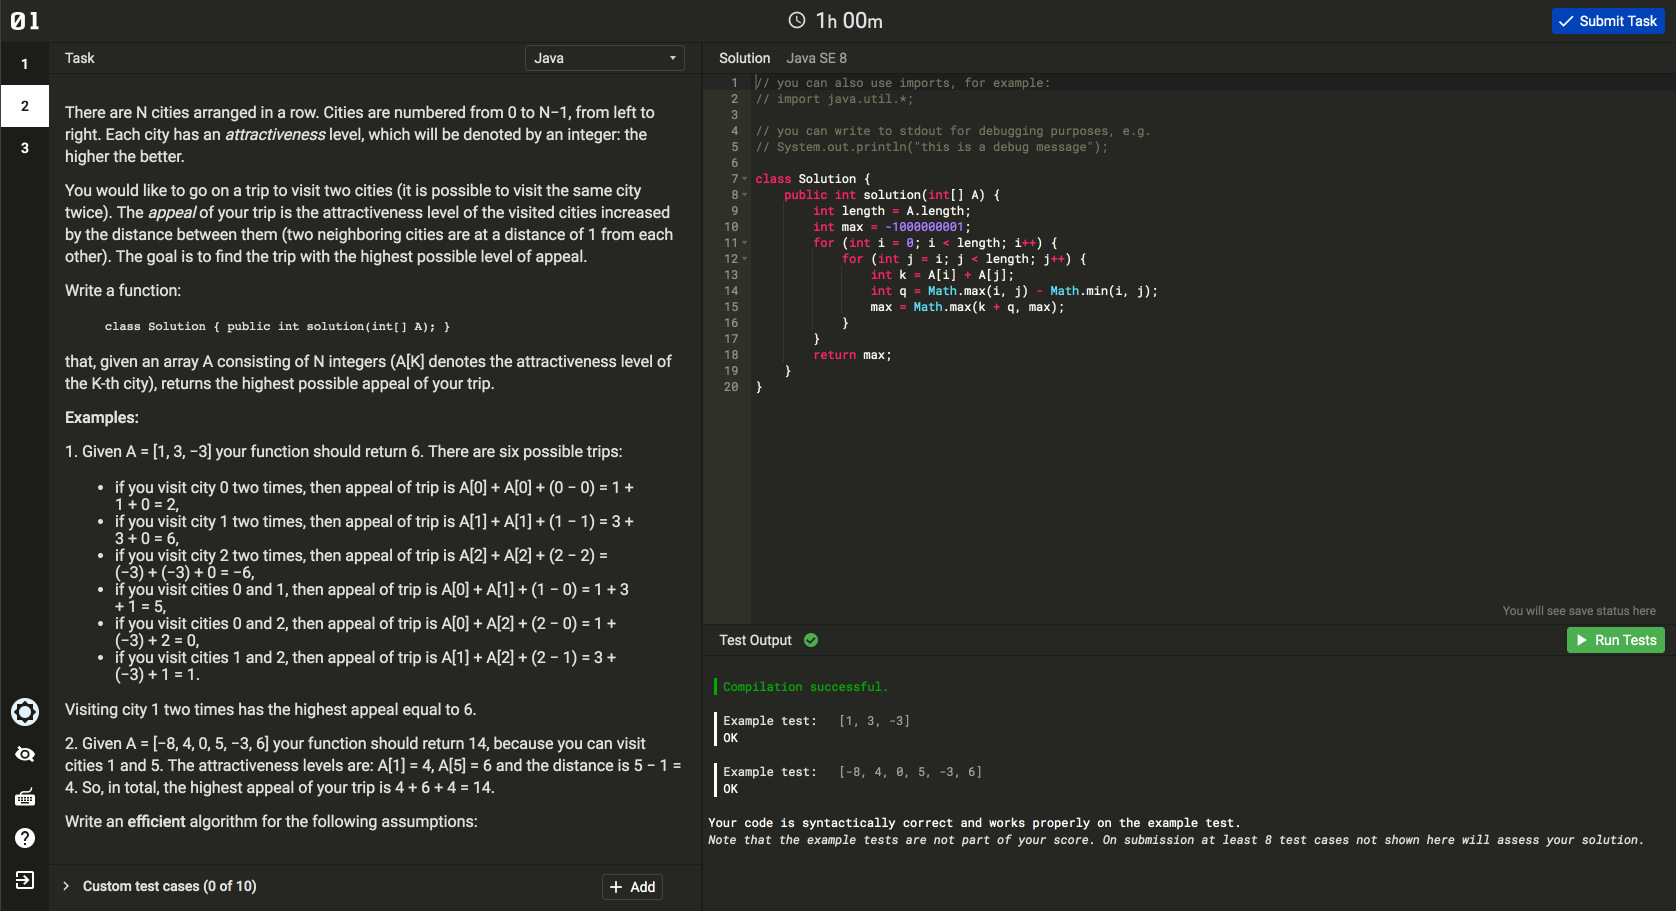 01
1h 00m
Submit Task
1
2
3
Task
Java
There are N cities arranged in a row. Cities are numbered from 0 to N−1, from left to
right. Each city has an attractiveness level, which will be denoted by an integer: the
higher the better.
You would like to go on a trip to visit two cities (it is possible to visit the same city
twice). The appeal of your trip is the attractiveness level of the visited cities increased
by the distance between them (two neighboring cities are at a distance of 1 from each
other). The goal is to find the trip with the highest possible level of appeal.
Write a function:
class Solution { public int solution(int[] A); }
that, given an array A consisting of N integers (A[K] denotes the attractiveness level of
the K-th city), returns the highest possible appeal of your trip.
Examples:
1. Given A = [1, 3, −3] your function should return 6. There are six possible trips:
• if you visit city 0 two times, then appeal of trip is A[0] + A[0] + (0 − 0) = 1 +
1 + 0 = 2,
• if you visit city 1 two times, then appeal of trip is A[1] + A[1] + (1 − 1) = 3 +
3 + 0 = 6,
• if you visit city 2 two times, then appeal of trip is A[2] + A[2] + (2 − 2) =
(−3) + (−3) + 0 = −6,
• if you visit cities 0 and 1, then appeal of trip is A[0] + A[1] + (1 − 0) = 1 + 3
+ 1 = 5,
• if you visit cities 0 and 2, then appeal of trip is A[0] + A[2] + (2 − 0) = 1 +
(−3) + 2 = 0,
• if you visit cities 1 and 2, then appeal of trip is A[1] + A[2] + (2 − 1) = 3 +
(−3) + 1 = 1.
Visiting city 1 two times has the highest appeal equal to 6.
2. Given A = [−8, 4, 0, 5, −3, 6] your function should return 14, because you can visit
cities 1 and 5. The attractiveness levels are: A[1] = 4, A[5] = 6 and the distance is 5 − 1 =
4. So, in total, the highest appeal of your trip is 4 + 6 + 4 = 14.
Write an efficient algorithm for the following assumptions:
Custom test cases (0 of 10)
+ Add
Solution Java SE 8
1 // you can also use imports, for example:
2 // import java.util.*;
3
4 // you can write to stdout for debugging purposes, e.g.
5 // System.out.println("this is a debug message");
6
7 class Solution {
8 public int solution(int[] A) {
9 int length = A.length;
10 int max = -1000000001;
11 for (int i = 0; i < length; i++) {
12 for (int j = i; j < length; j++) {
13 int k = A[i] + A[j];
14 int q = Math.max(i, j) - Math.min(i, j);
15 max = Math.max(k + q, max);
16 }
17 }
18 return max;
19 }
20 }
You will see save status here
Test Output
Run Tests
Compilation successful.
Example test: [1, 3, -3]
OK
Example test: [-8, 4, 0, 5, -3, 6]
OK
Your code is syntactically correct and works properly on the example test.
Note that the example tests are not part of your score. On submission at least 8 test cases not shown here will assess your solution.